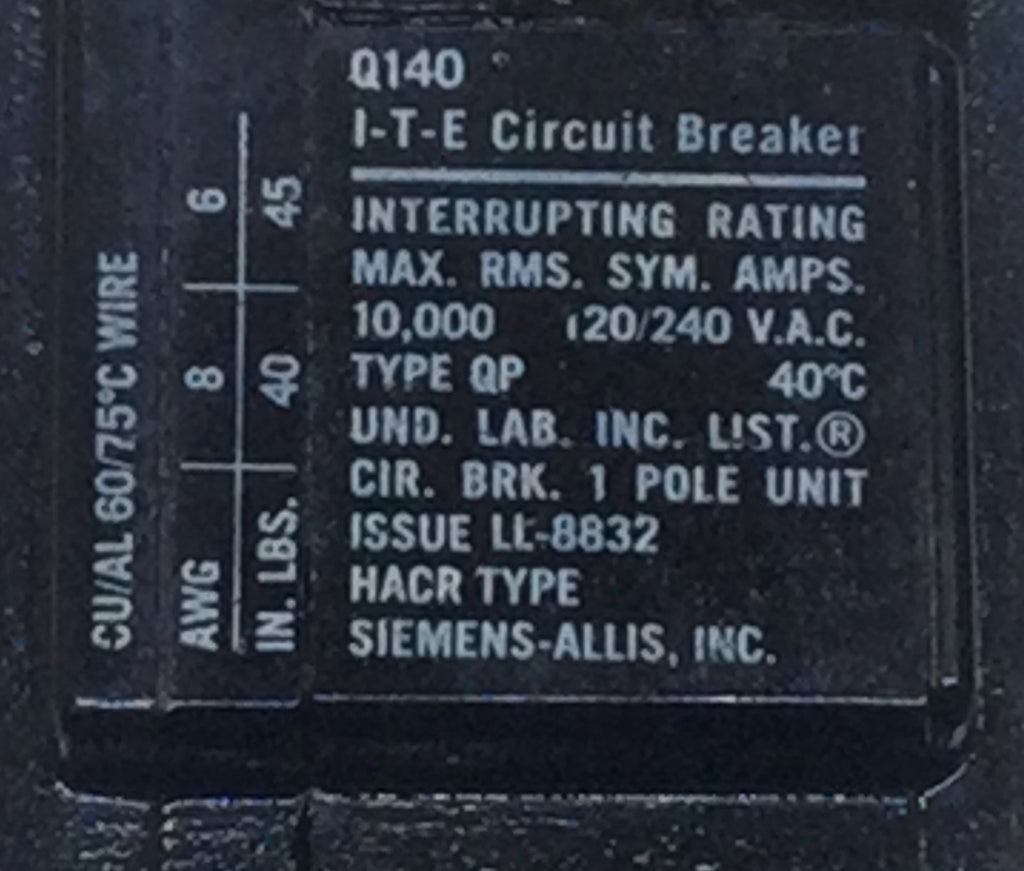 Q140
I-T-E Circuit Breaker
INTERRUPTING RATING
MAX. RMS. SYM. AMPS.
10,000 120/240 V.A.C.
TYPE QP 40°C
UND. LAB. INC. LIST.®
CIR. BRK. 1 POLE UNIT
ISSUE LL-8832
HACR TYPE
SIEMENS-ALLIS, INC.
CU/AL 60/75°C WIRE
AWG 8 6
IN. LBS. 40 45